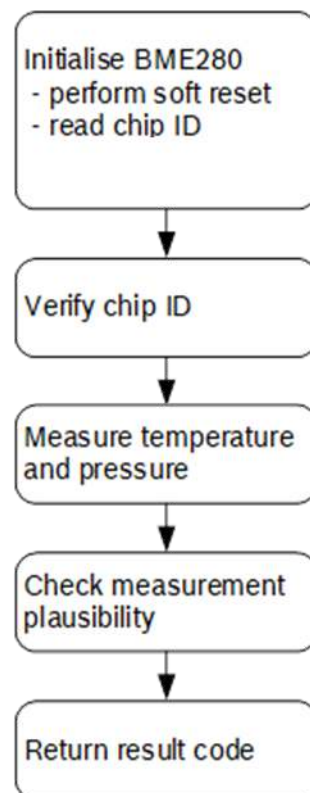 Initialise BME280
- perform soft reset
- read chip ID
Verify chip ID
Measure temperature
and pressure
Check measurement
plausibility
Return result code